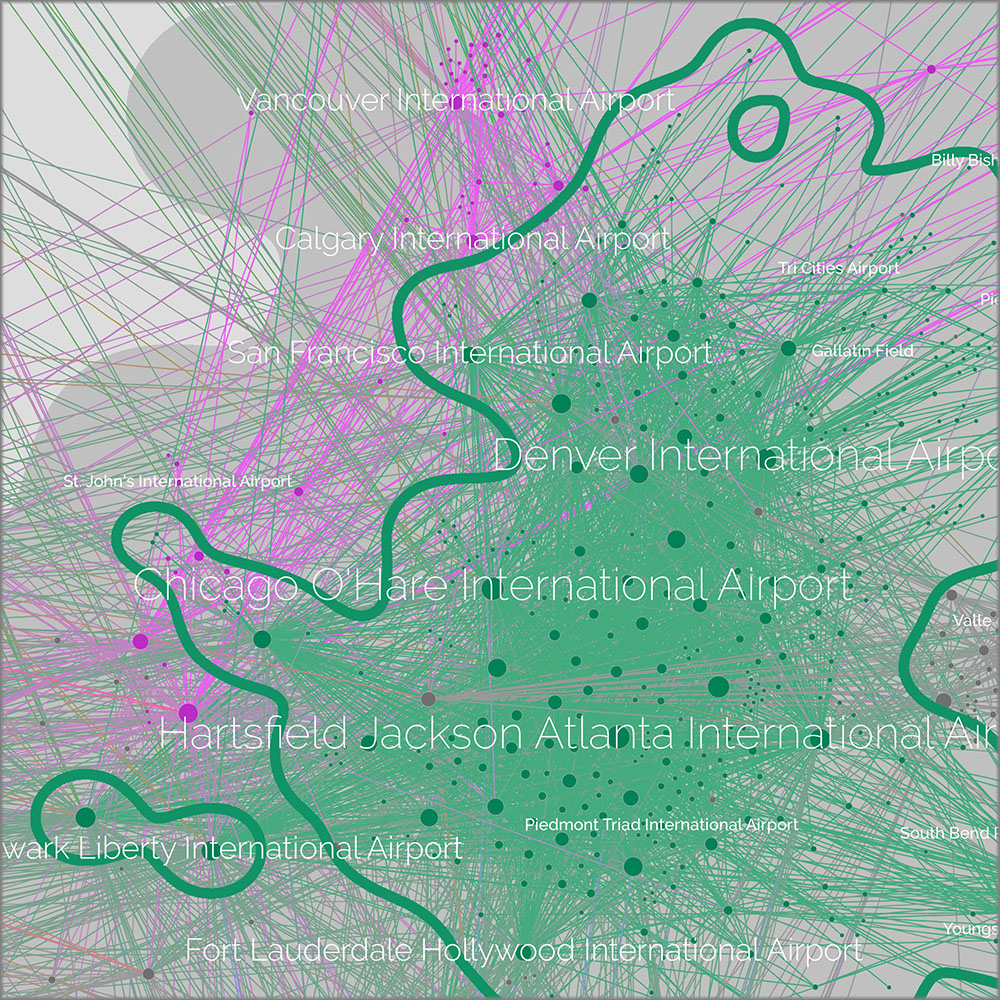 Vancouver International Airport
Billy Bish
Calgary International Airport
Tri Cities Airport
San Francisco International Airport
Gallatin Field
Denver International Airpo
St. John's International Airport
Chicago O'Hare International Airport
Valle
Hartsfield Jackson Atlanta International Air
Piedmont Triad International Airport
South Bend
wark Liberty International Airport
Youngs
Fort Lauderdale Hollywood International Airport